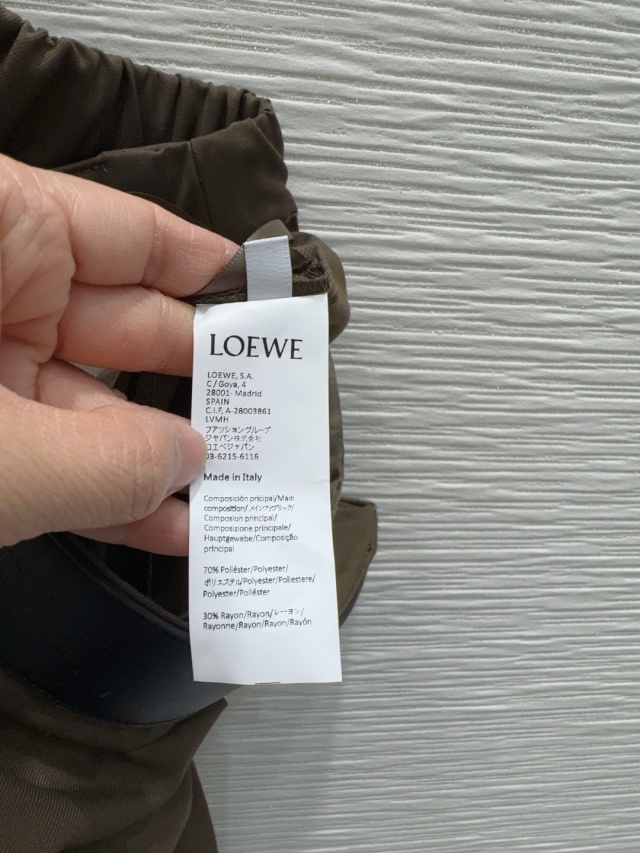 LOEWE
LOEWE, S.A.
C/Goya, 4
28001- Madrid
SPAIN
C.I.F. A-28003861
LVMH
ファッショングループ
ジャパン株式会社
ロエベジャパン
03-6215-6116
Made in Italy
Composición pricipal/Main
composition/メインファブリック/
Composion principal/
Composizione principale/
Hauptgewebe/Composição
principal
70% Poliéster/Polyester/
ポリエステル/Polyester/Poliestere/
Polyester/Poliéster
30% Rayon/Rayon/レーヨン/
Rayonne/Rayon/Rayon/Rayón